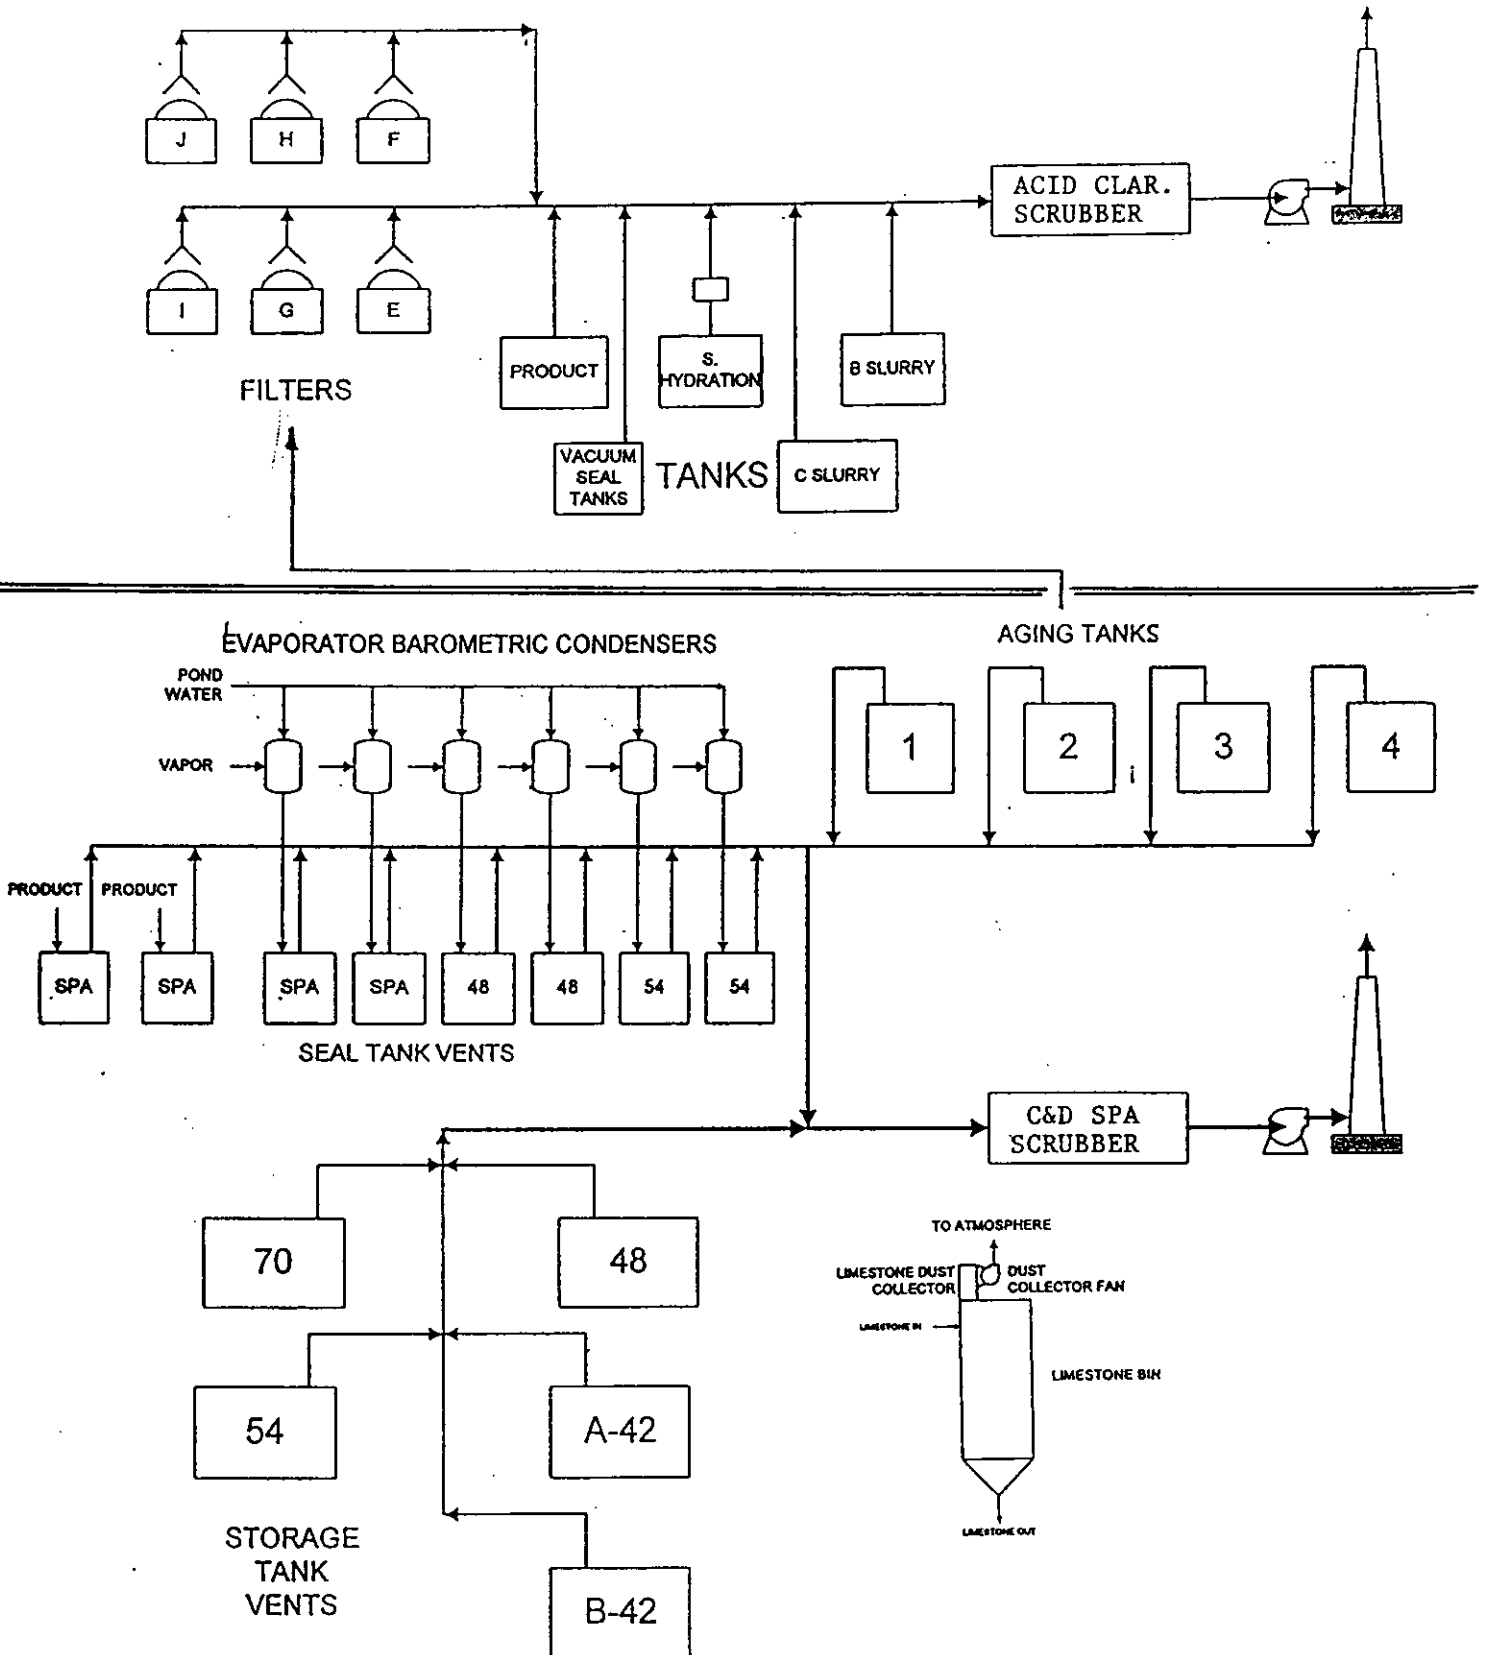 J
H
F
ACID CLAR.
SCRUBBER
I
G
E
PRODUCT
S.
HYDRATION
B SLURRY
FILTERS
VACUUM
SEAL
TANKS
TANKS
C SLURRY
EVAPORATOR BAROMETRIC CONDENSERS
AGING TANKS
POND
WATER
1
2
3
4
VAPOR
PRODUCT
PRODUCT
SPA
SPA
SPA
SPA
48
48
54
54
SEAL TANK VENTS
C&D SPA
SCRUBBER
70
48
TO ATMOSPHERE
LIMESTONE DUST
COLLECTOR
DUST
COLLECTOR FAN
LIMESTONE IN
LIMESTONE BIN
54
A-42
STORAGE
TANK
VENTS
LIMESTONE OUT
B-42